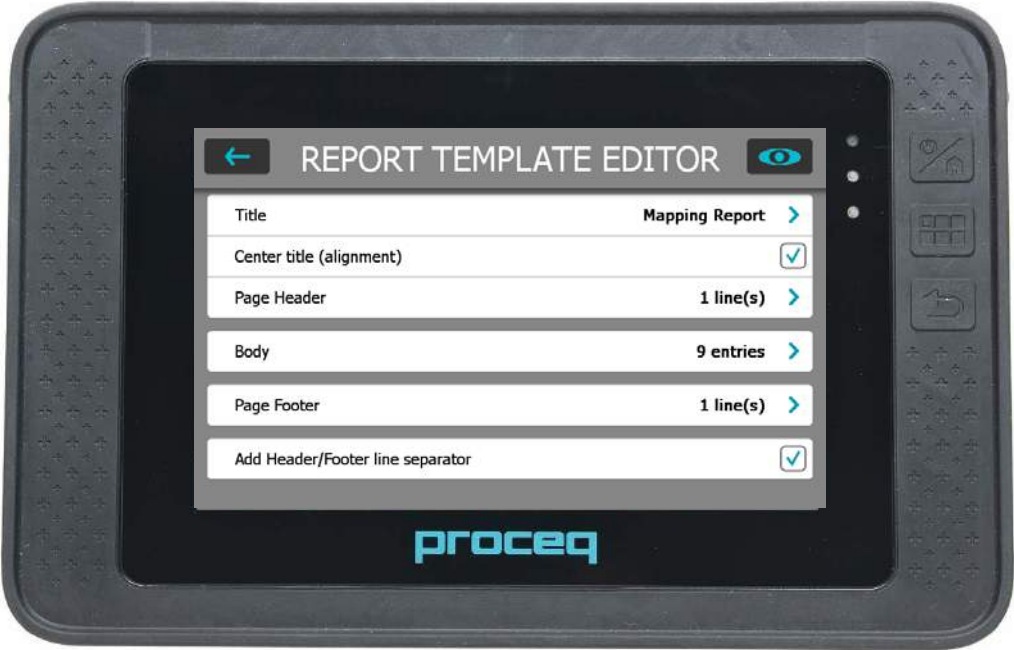 REPORT TEMPLATE EDITOR
Title Mapping Report
Center title (alignment)
Page Header 1 line(s)
Body 9 entries
Page Footer 1 line(s)
Add Header/Footer line separator
proceq